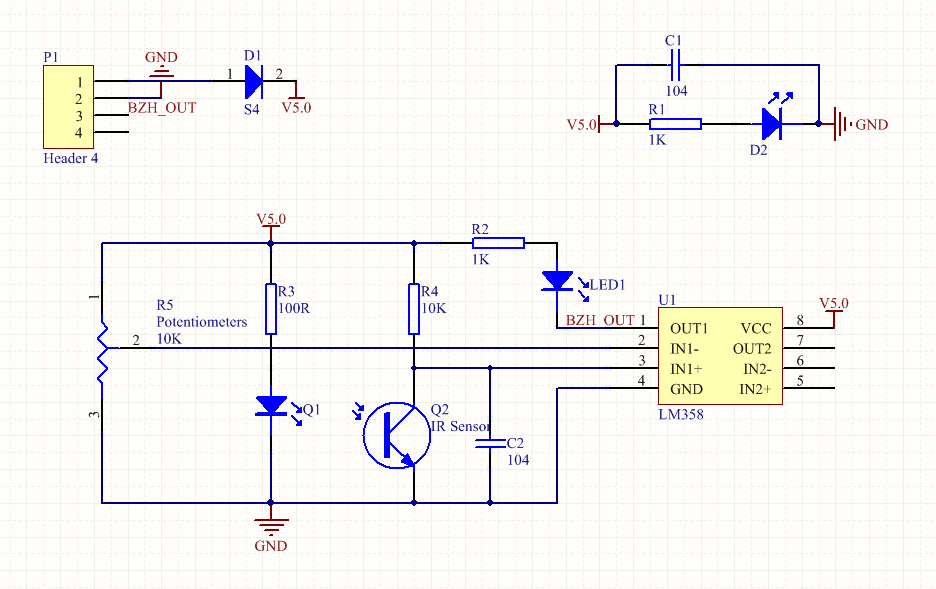 P1
GND
D1
1
1
2
2
BZH_OUT
3
4
S4
V5.0
Header 4
C1
104
V5.0
R1
1K
D2
GND
V5.0
R2
1K
1
R5
Potentiometers
10K
2
3
R3
100R
R4
10K
LED1
Q1
Q2
IR Sensor
C2
104
GND
U1
V5.0
BZH_OUT
1
OUT1
VCC
8
2
IN1-
OUT2
7
3
IN1+
IN2-
6
4
GND
IN2+
5
LM358